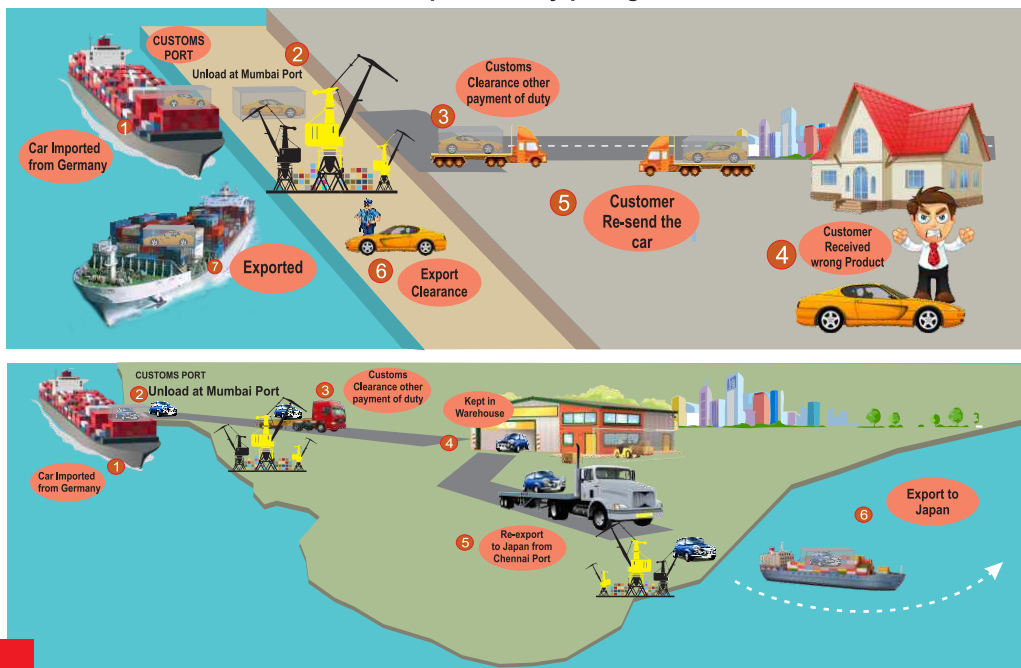 CUSTOMS
PORT
2
Unload at Mumbai Port
1
Car Imported
from Germany
Customs
Clearance other
payment of duty
3
5
Customer
Re-send the
car
4
Customer
Received
wrong Product
7
Exported
6
Export
Clearance
CUSTOMS PORT
2
Unload at Mumbai Port
3
Customs
Clearance other
payment of duty
1
Car Imported
from Germany
Kept in
Warehouse
4
5
Re-export
to Japan from
Chennai Port
6
Export to
Japan